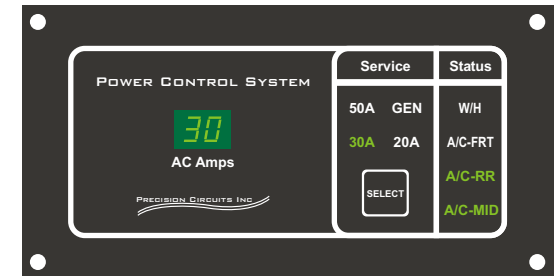 POWER CONTROL SYSTEM
30
AC Amps
PRECISION CIRCUITS INC
Service
50A GEN
30A 20A
SELECT
Status
W/H
A/C-FRT
A/C-RR
A/C-MID